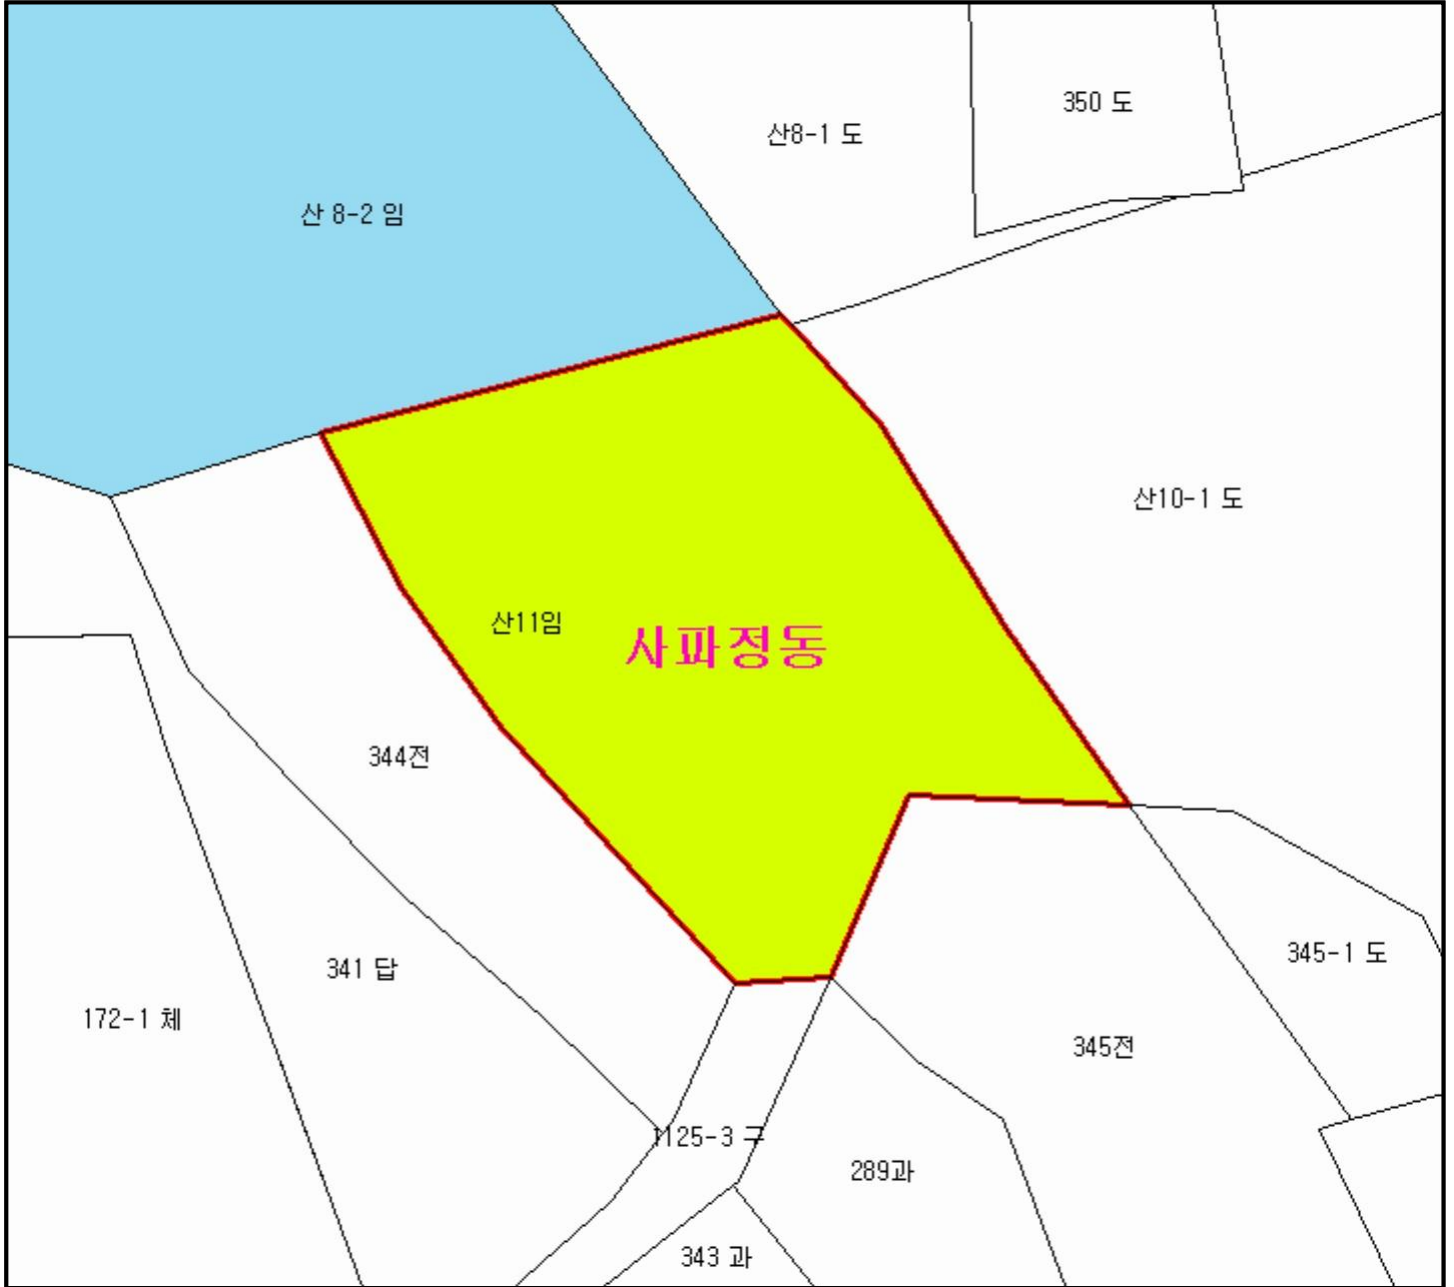 350 도
산8-1 도
산 8-2 임
산10-1 도
산11임
사파정동
344전
345-1 도
341 답
172-1 체
345전
1125-3 구
289과
343 과